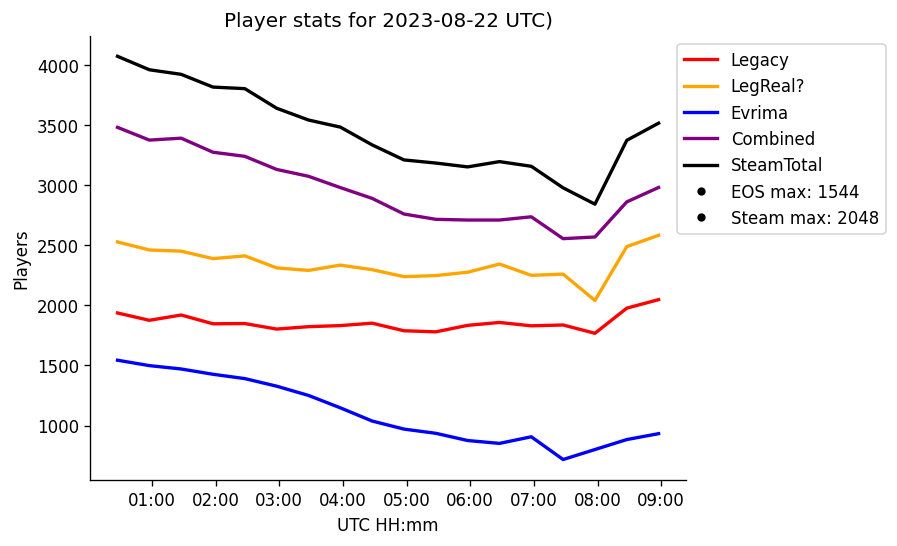 Player stats for 2023-08-22 UTC)
Players
4000
3500
3000
2500
2000
1500
1000
01:00 02:00 03:00 04:00 05:00 06:00 07:00 08:00 09:00
UTC HH:mm
Legacy
LegReal?
Evrima
Combined
SteamTotal
EOS max: 1544
Steam max: 2048